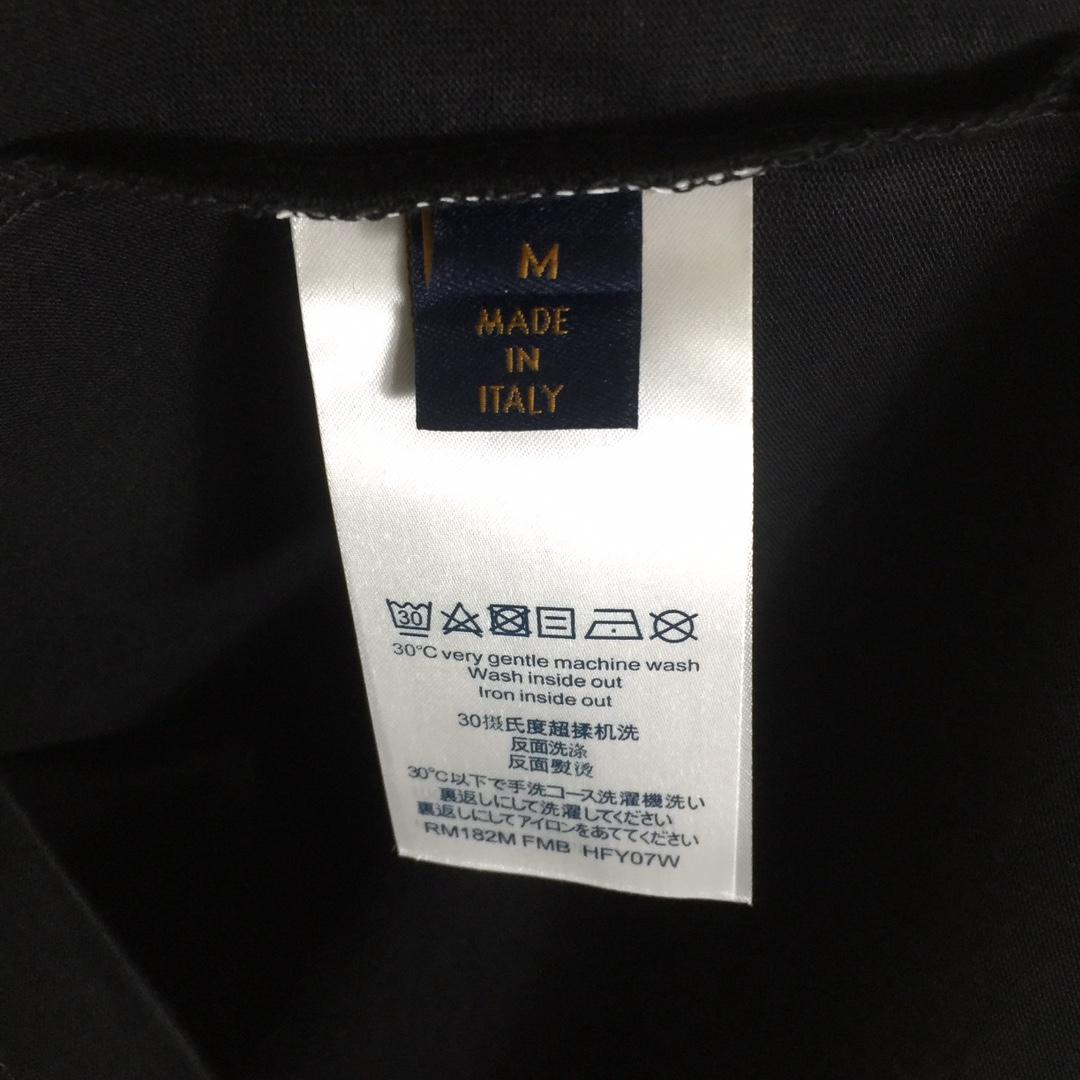 M
MADE
IN
ITALY
30
30°C very gentle machine wash
Wash inside out
Iron inside out
30摄氏度超揉机洗
反面洗涤
反面熨烫
30°C以下で手洗コース洗濯機洗い
裏返しにして洗濯してください
裏返しにしてアイロンをあててください
RM182M FMB HFY07W